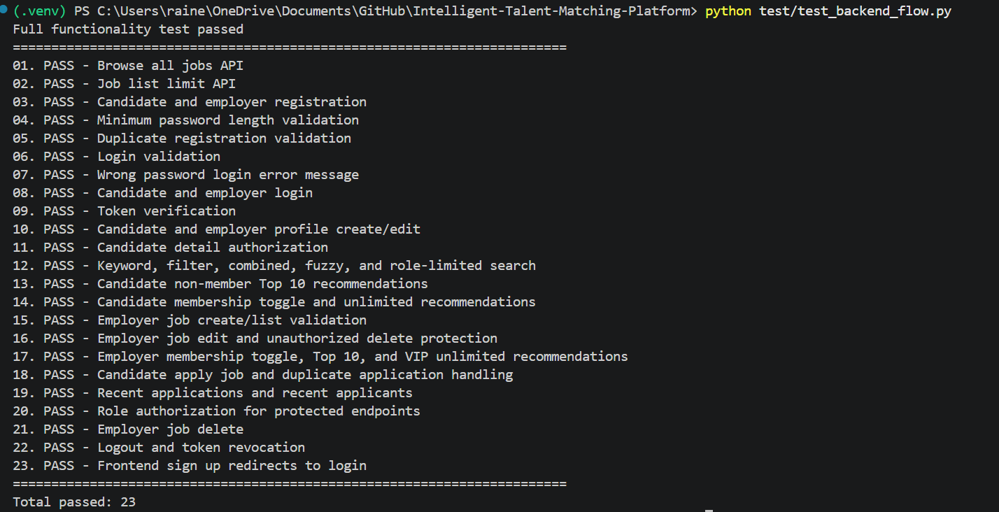 (.venv) PS C:\Users\raine\OneDrive\Documents\GitHub\Intelligent-Talent-Matching-Platform> python test/test_backend_flow.py
Full functionality test passed
========================================================================
01. PASS - Browse all jobs API
02. PASS - Job list limit API
03. PASS - Candidate and employer registration
04. PASS - Minimum password length validation
05. PASS - Duplicate registration validation
06. PASS - Login validation
07. PASS - Wrong password login error message
08. PASS - Candidate and employer login
09. PASS - Token verification
10. PASS - Candidate and employer profile create/edit
11. PASS - Candidate detail authorization
12. PASS - Keyword, filter, combined, fuzzy, and role-limited search
13. PASS - Candidate non-member Top 10 recommendations
14. PASS - Candidate membership toggle and unlimited recommendations
15. PASS - Employer job create/list validation
16. PASS - Employer job edit and unauthorized delete protection
17. PASS - Employer membership toggle, Top 10, and VIP unlimited recommendations
18. PASS - Candidate apply job and duplicate application handling
19. PASS - Recent applications and recent applicants
20. PASS - Role authorization for protected endpoints
21. PASS - Employer job delete
22. PASS - Logout and token revocation
23. PASS - Frontend sign up redirects to login
========================================================================
Total passed: 23